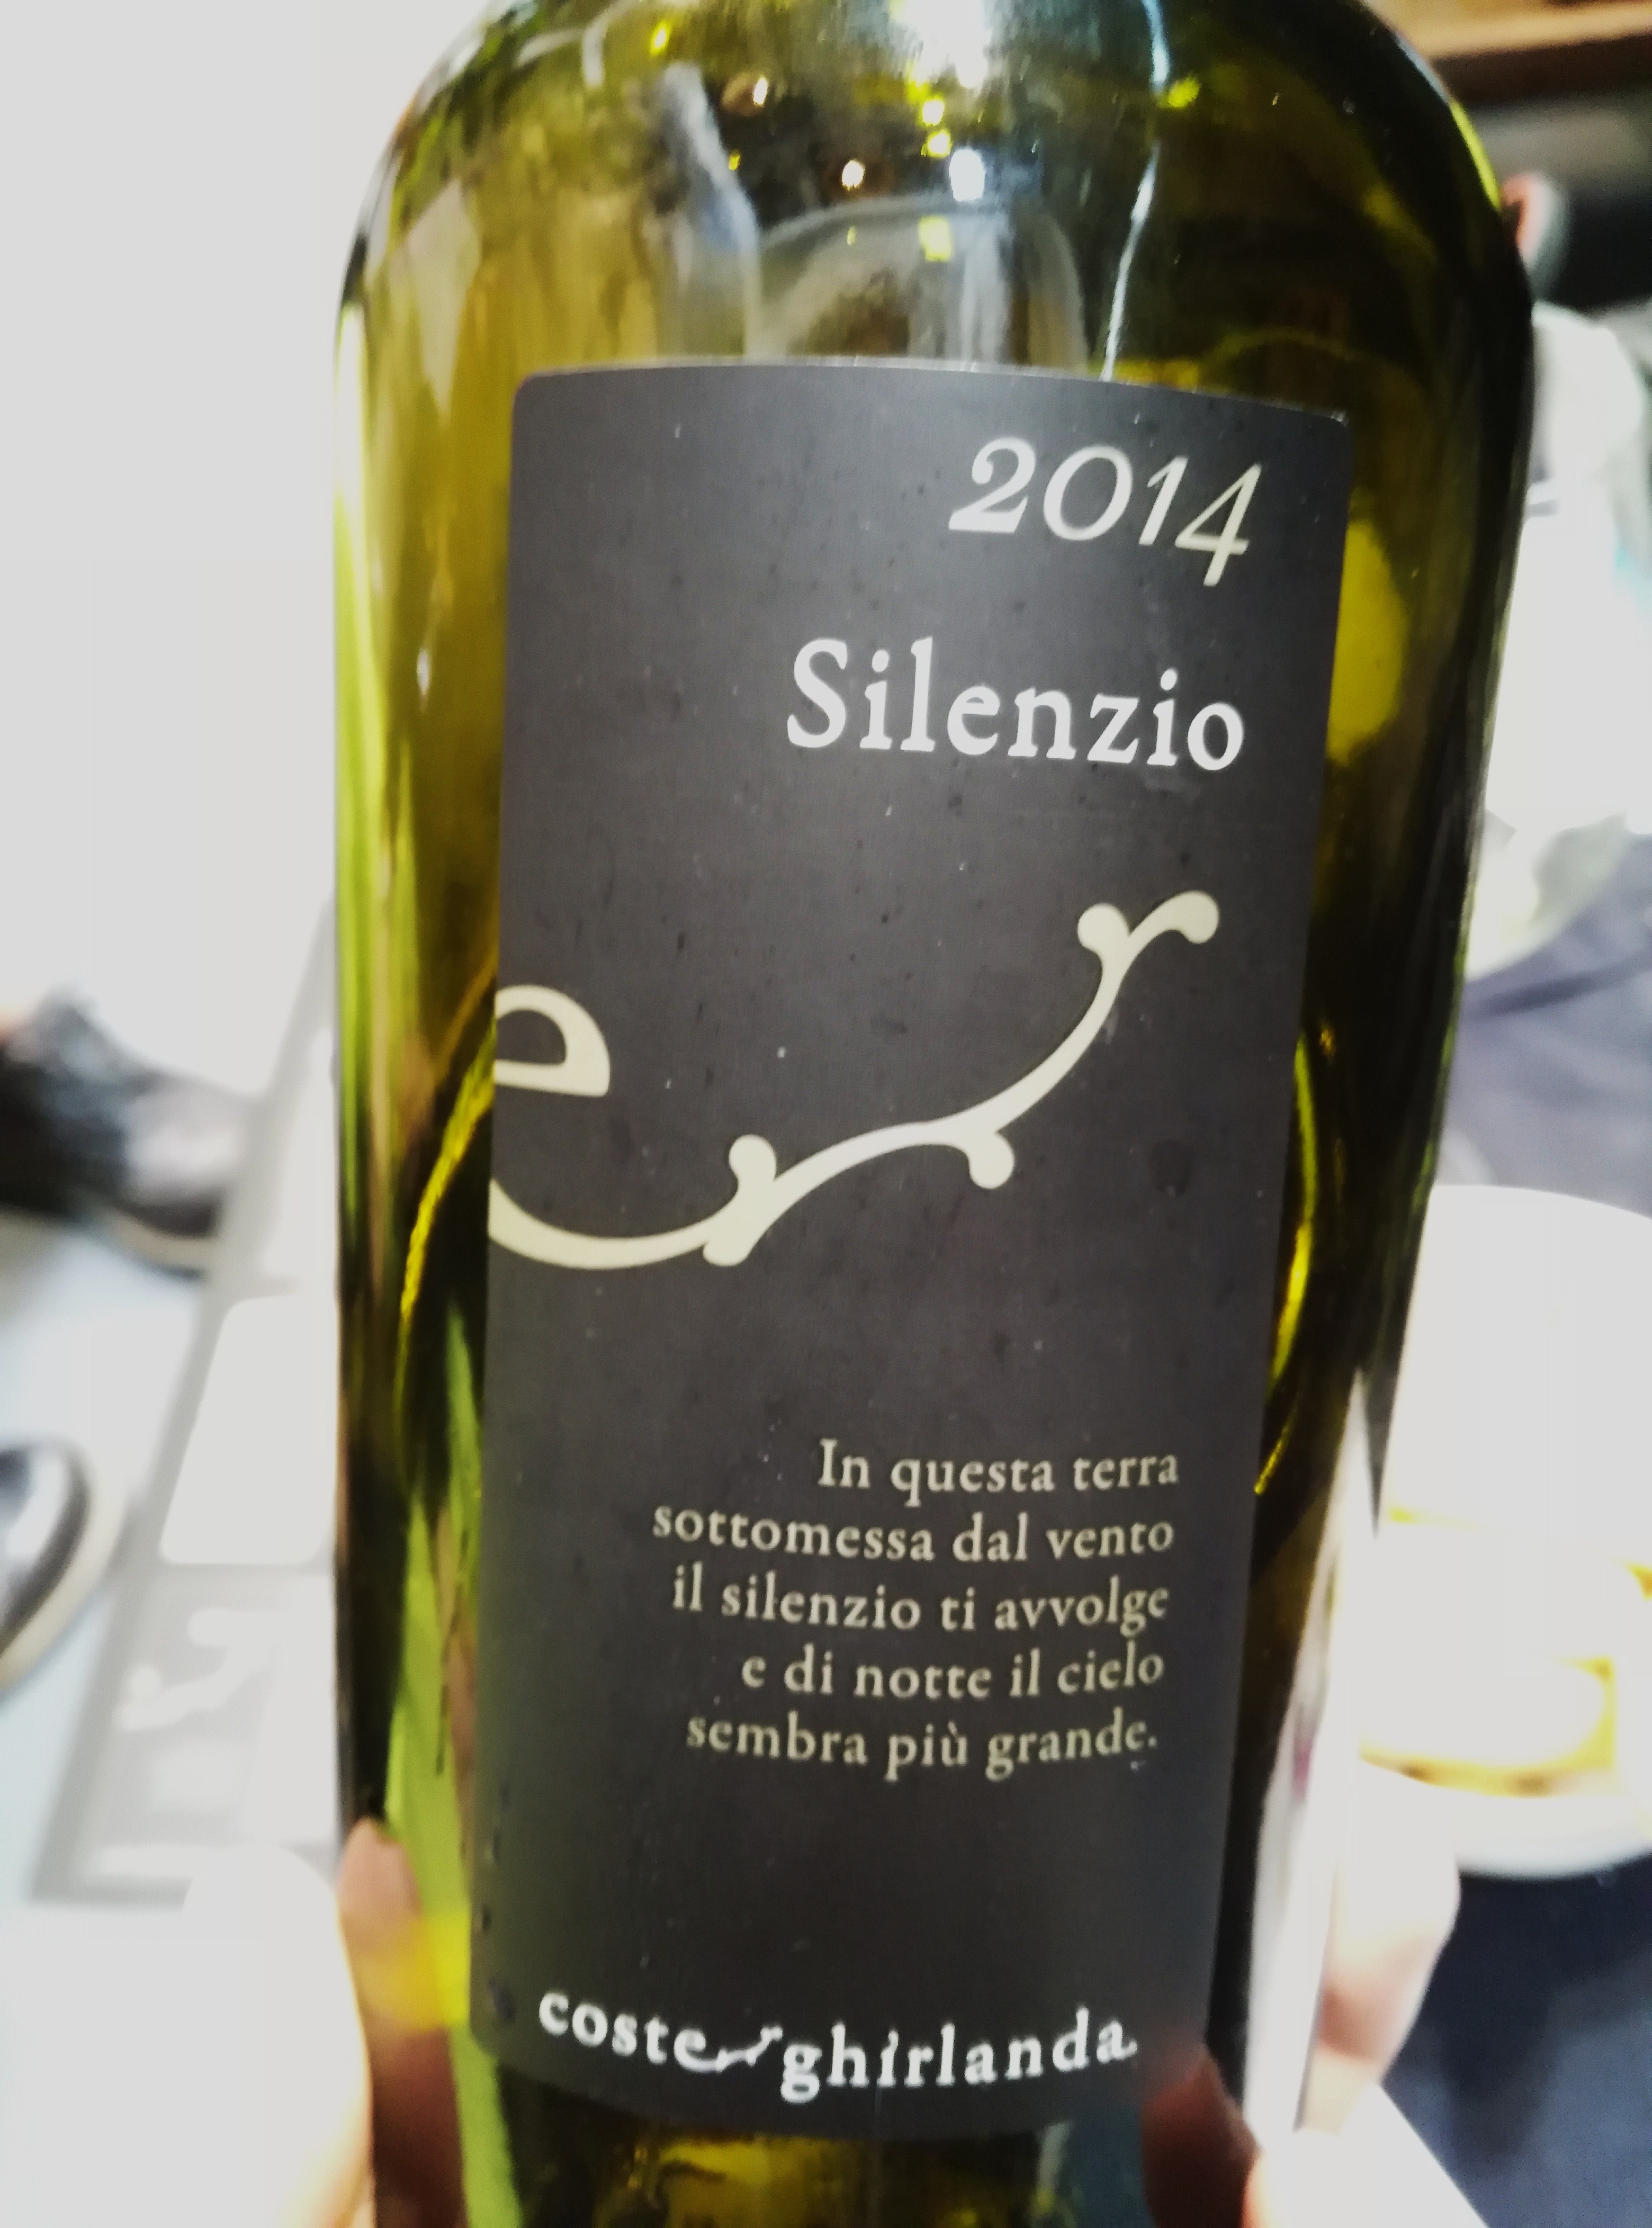 2014
Silenzio
e
In questa terra
sottomessa dal vento
il silenzio ti avvolge
e di notte il cielo
sembra più grande.
coste ghirlanda